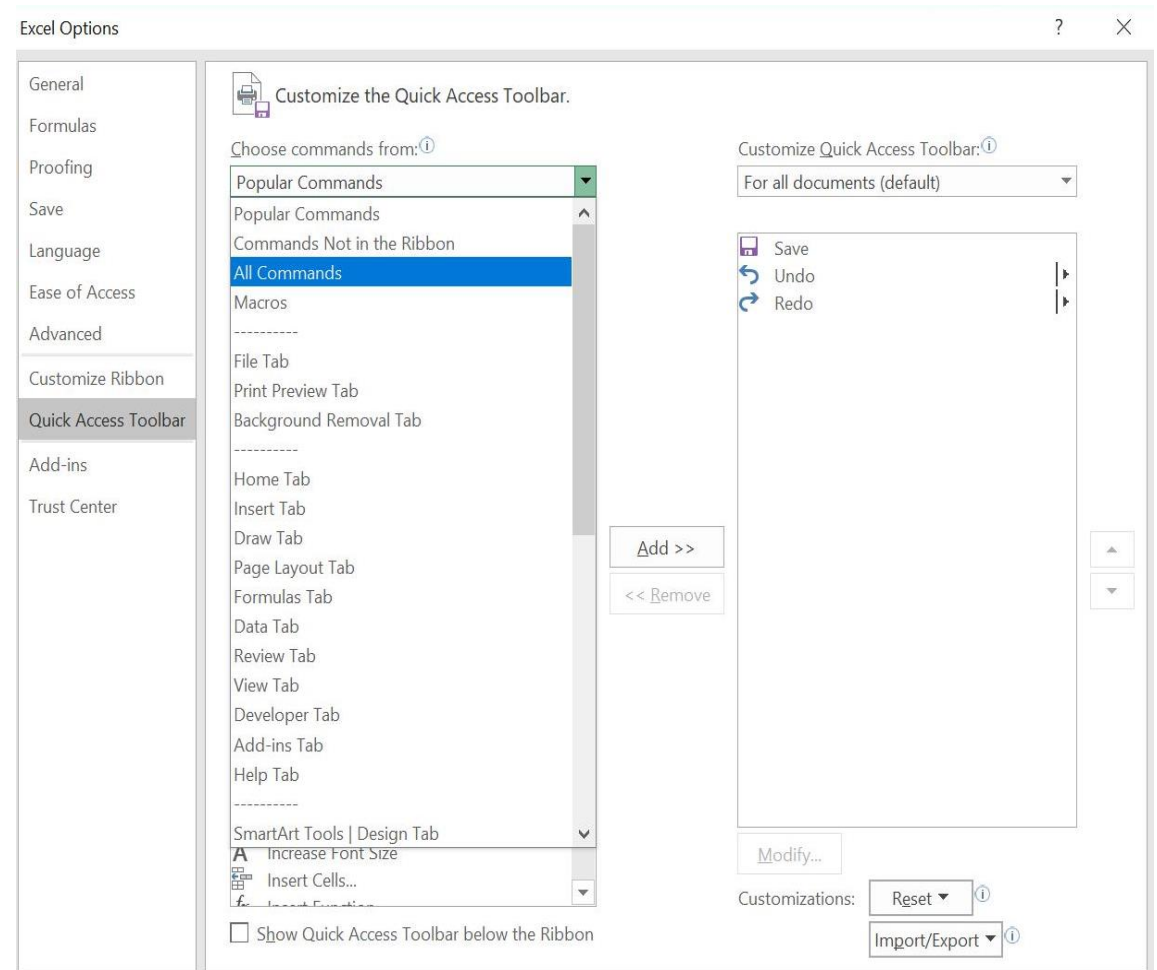 Excel Options
?
General
Formulas
Proofing
Save
Language
Ease of Access
Advanced
Customize Ribbon
Quick Access Toolbar
Add-ins
Trust Center
Customize the Quick Access Toolbar.
Choose commands from:
Popular Commands
Popular Commands
Commands Not in the Ribbon
All Commands
Macros
----------
File Tab
Print Preview Tab
Background Removal Tab
----------
Home Tab
Insert Tab
Draw Tab
Page Layout Tab
Formulas Tab
Data Tab
Review Tab
View Tab
Developer Tab
Add-ins Tab
Help Tab
----------
SmartArt Tools | Design Tab
Increase Font Size
Insert Cells...
Insert Function
Show Quick Access Toolbar below the Ribbon
Add >>
<< Remove
Customize Quick Access Toolbar:
For all documents (default)
Save
Undo
Redo
Modify...
Customizations:
Reset
Import/Export